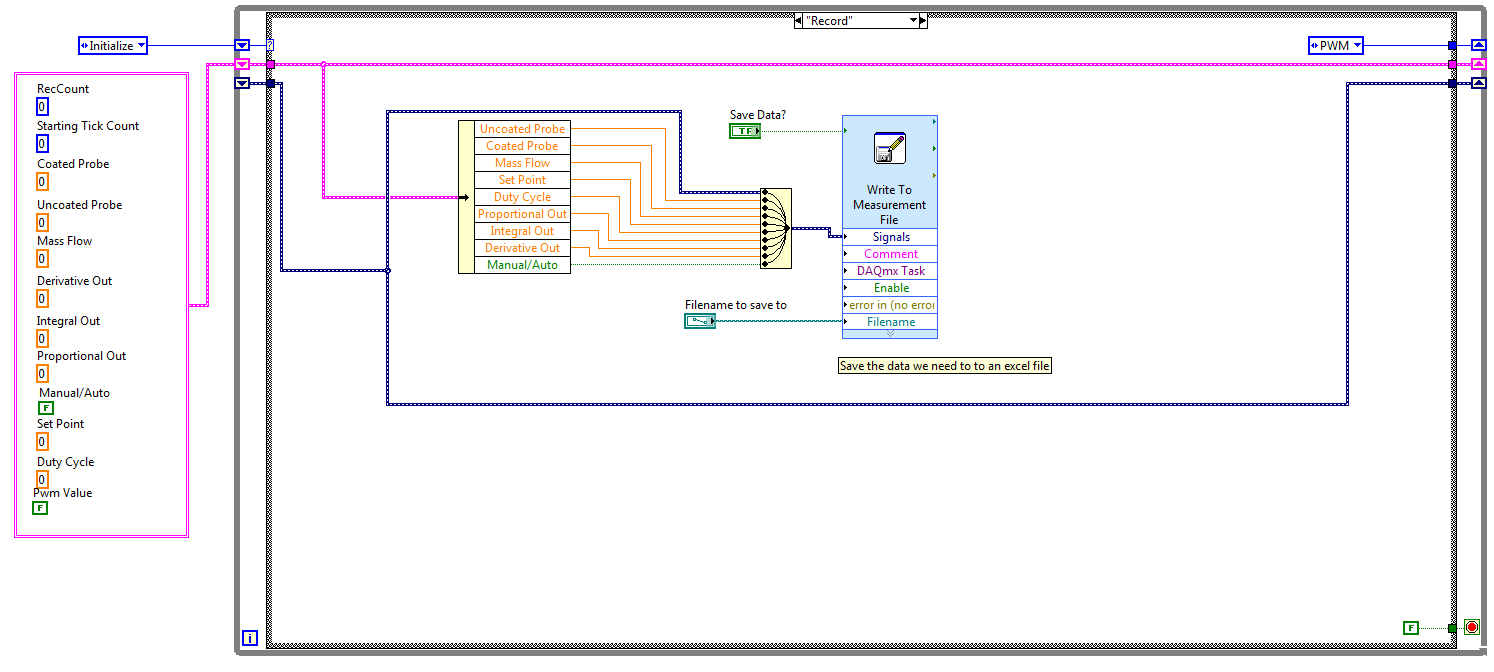 "Record"
Initialize
?
PWM
RecCount
0
Starting Tick Count
0
Coated Probe
0
Uncoated Probe
0
Mass Flow
0
Derivative Out
0
Integral Out
0
Proportional Out
0
Manual/Auto
F
Set Point
0
Duty Cycle
0
Pwm Value
F
Uncoated Probe
Coated Probe
Mass Flow
Set Point
Duty Cycle
Proportional Out
Integral Out
Derivative Out
Manual/Auto
Save Data?
TF
Filename to save to
Write To
Measurement
File
Signals
Comment
DAQmx Task
Enable
error in (no error
Filename
Save the data we need to to an excel file
i
F